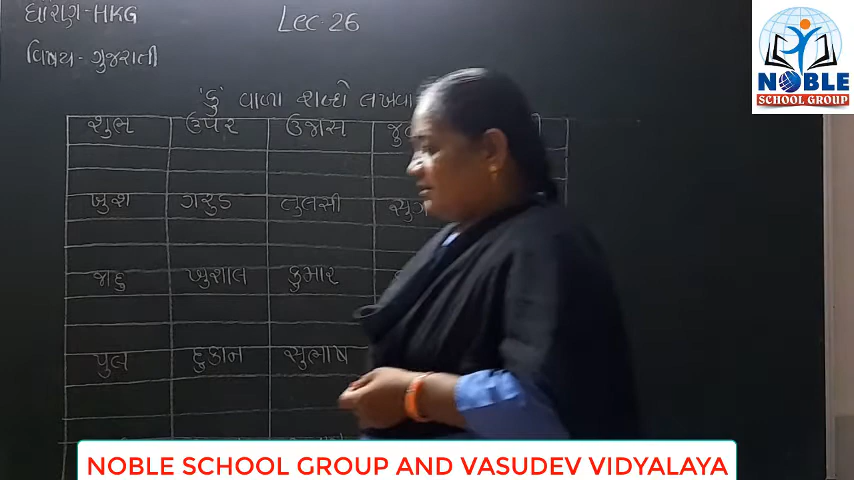 ધોરણ-HKG
Lec-26
વિષય-ગુજરાતી
'ુ' વાળા શબ્દો લખવા
શુભ ઉપર ઉજાસ
ખુશ ગરુડ તુલસી
જાદુ ખુશાલ કુમાર
પુલ દુકાન સુભાષ
NOBLE
SCHOOL GROUP
NOBLE SCHOOL GROUP AND VASUDEV VIDYALAYA